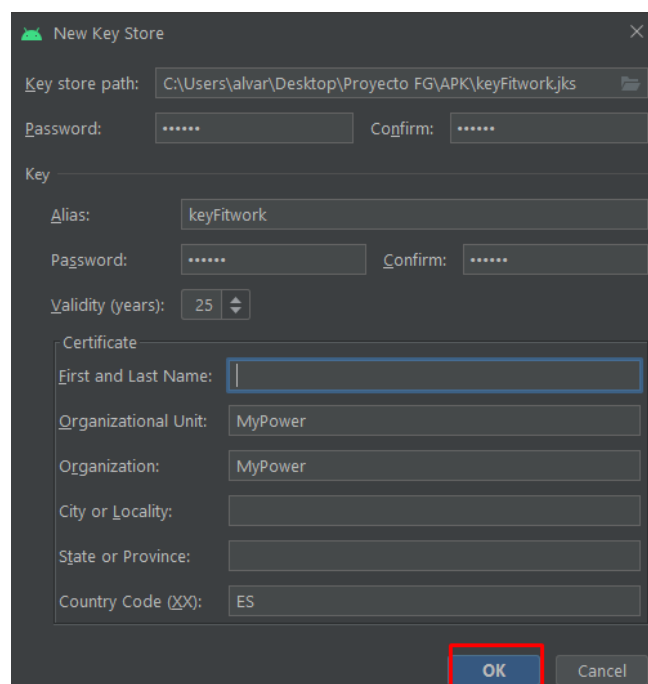 New Key Store
Key store path: C:\Users\alvar\Desktop\Proyecto FG\APK\keyFitwork.jks
Password: •••••• Confirm: ••••••
Key
Alias: keyFitwork
Password: •••••• Confirm: ••••••
Validity (years): 25
Certificate
First and Last Name:
Organizational Unit: MyPower
Organization: MyPower
City or Locality:
State or Province:
Country Code (XX): ES
OK Cancel